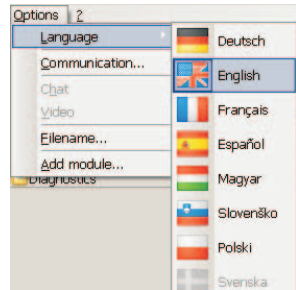 Options ?
Language
Communication...
Chat
Video
Filename...
Add module...
Diagnostics
Deutsch
English
Français
Español
Magyar
Slovenško
Polski
Svenska